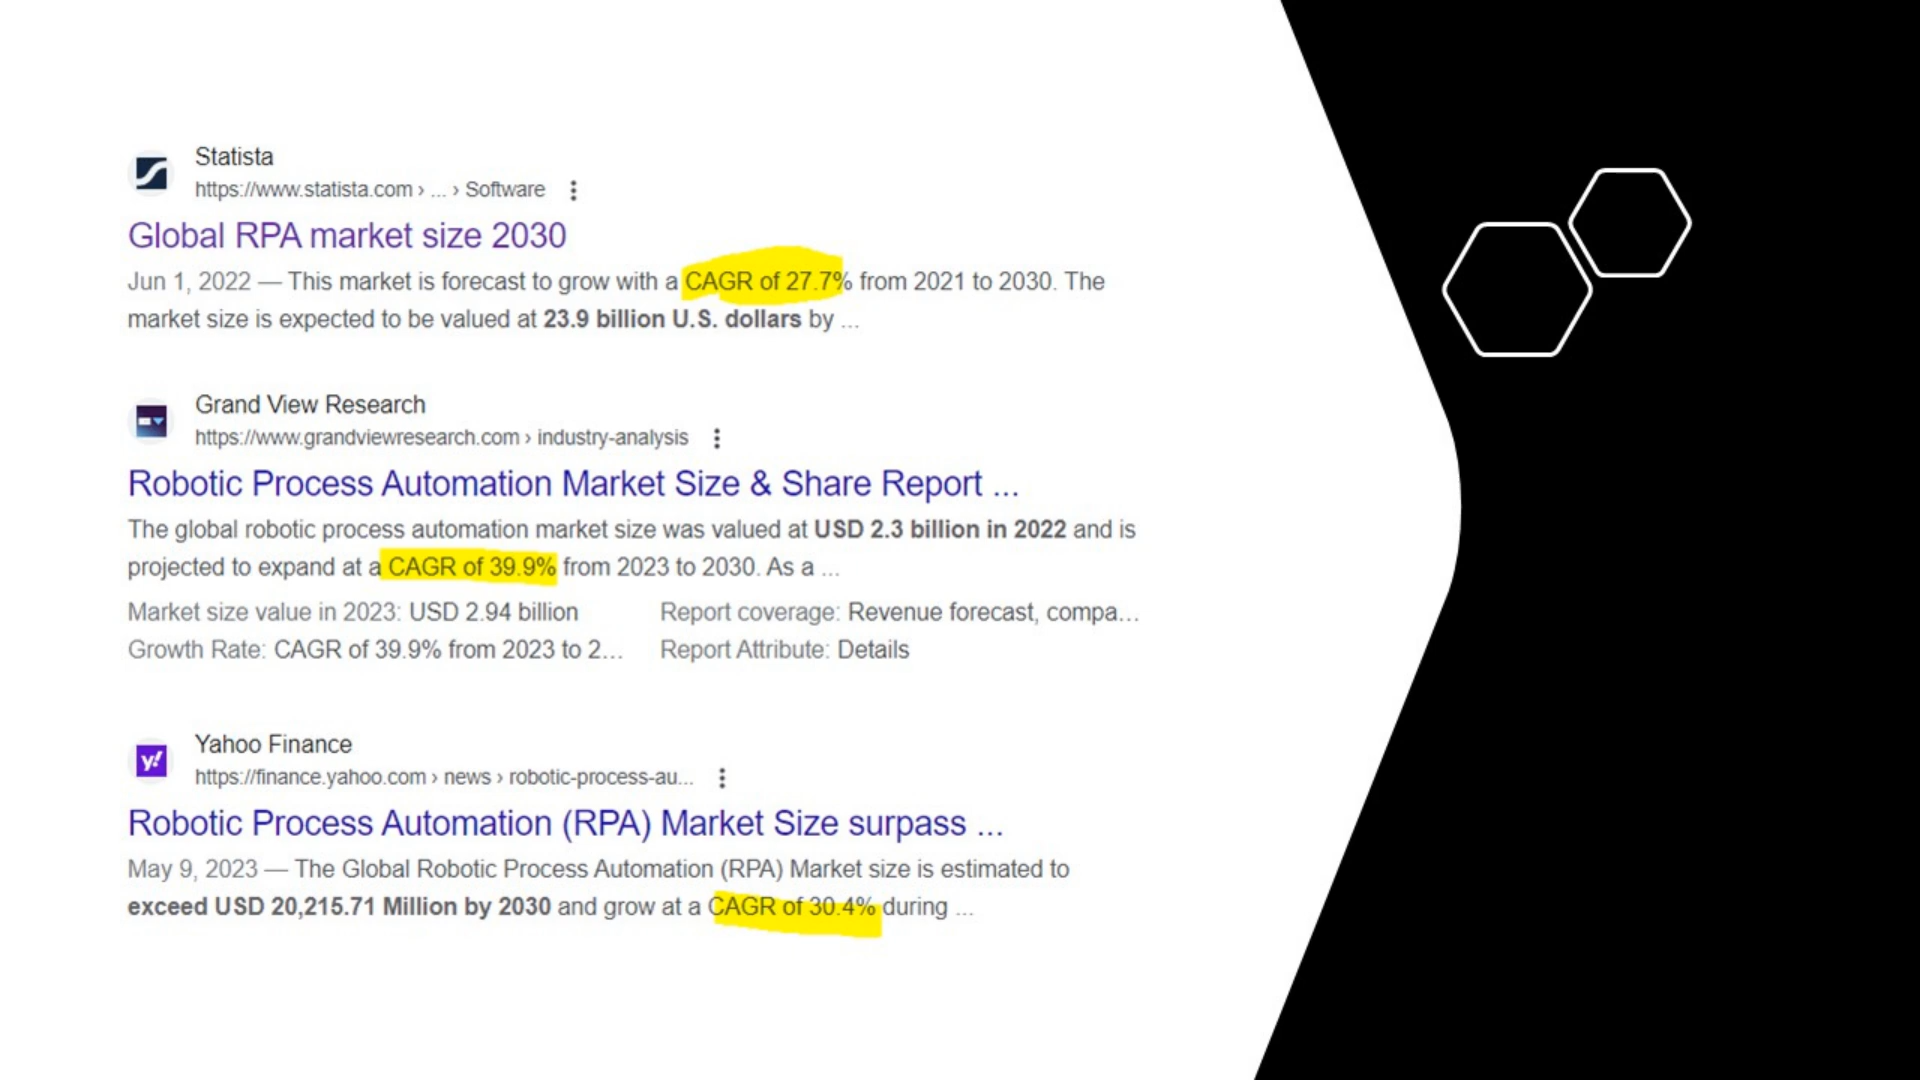 Statista
https://www.statista.com › ... › Software
Global RPA market size 2030
Jun 1, 2022 — This market is forecast to grow with a CAGR of 27.7% from 2021 to 2030. The
market size is expected to be valued at 23.9 billion U.S. dollars by ...
Grand View Research
https://www.grandviewresearch.com › industry-analysis
Robotic Process Automation Market Size & Share Report ...
The global robotic process automation market size was valued at USD 2.3 billion in 2022 and is
projected to expand at a CAGR of 39.9% from 2023 to 2030. As a ...
Market size value in 2023: USD 2.94 billion Report coverage: Revenue forecast, compa...
Growth Rate: CAGR of 39.9% from 2023 to 2... Report Attribute: Details
y!
Yahoo Finance
https://finance.yahoo.com › news › robotic-process-au...
Robotic Process Automation (RPA) Market Size surpass ...
May 9, 2023 — The Global Robotic Process Automation (RPA) Market size is estimated to
exceed USD 20,215.71 Million by 2030 and grow at a CAGR of 30.4% during ...